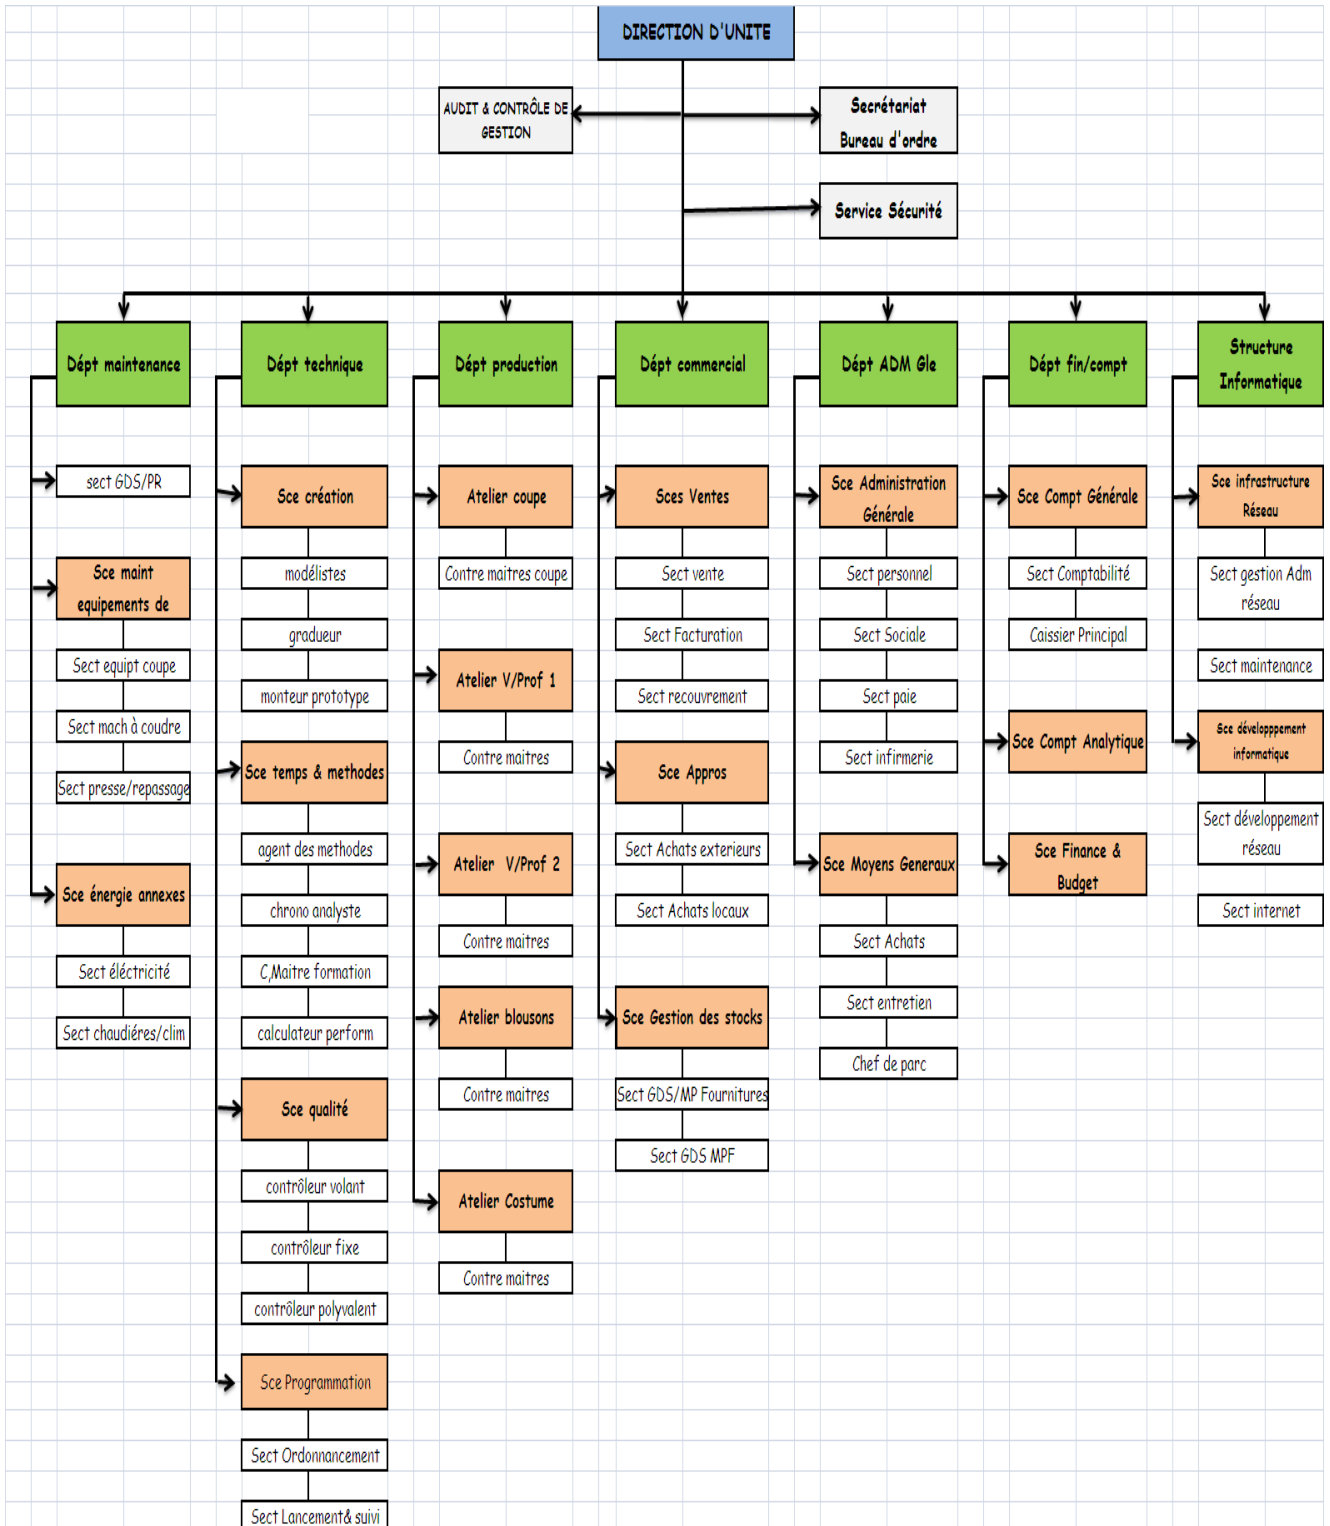 DIRECTION D'UNITE
AUDIT & CONTRÔLE DE
GESTION
Secrétariat
Bureau d'ordre
Service Sécurité
Dépt maintenance
Dépt technique
Dépt production
Dépt commercial
Dépt ADM Gle
Dépt fin/compt
Structure
Informatique
sect GDS/PR
Sce maint
equipements de
Sect equipt coupe
Sect mach à coudre
Sect presse/repassage
Sce énergie annexes
Sect éléctricité
Sect chaudiéres/clim
Sce création
modélistes
gradueur
monteur prototype
Sce temps & methodes
agent des methodes
chrono analyste
C,Maitre formation
calculateur perform
Sce qualité
contrôleur volant
contrôleur fixe
contrôleur polyvalent
Sce Programmation
Sect Ordonnancement
Sect Lancement& suivi
Atelier coupe
Contre maitres coupe
Atelier V/Prof 1
Contre maitres
Atelier V/Prof 2
Contre maitres
Atelier blousons
Contre maitres
Atelier Costume
Contre maitres
Sces Ventes
Sect vente
Sect Facturation
Sect recouvrement
Sce Appros
Sect Achats exterieurs
Sect Achats locaux
Sce Gestion des stocks
Sect GDS/MP Fournitures
Sect GDS MPF
Sce Administration
Générale
Sect personnel
Sect Sociale
Sect paie
Sect infirmerie
Sce Moyens Generaux
Sect Achats
Sect entretien
Chef de parc
Sce Compt Générale
Sect Comptabilité
Caissier Principal
Sce Compt Analytique
Sce Finance &
Budget
Sce infrastructure
Réseau
Sect gestion Adm
réseau
Sect maintenance
Sce développpement
informatique
Sect développement
réseau
Sect internet